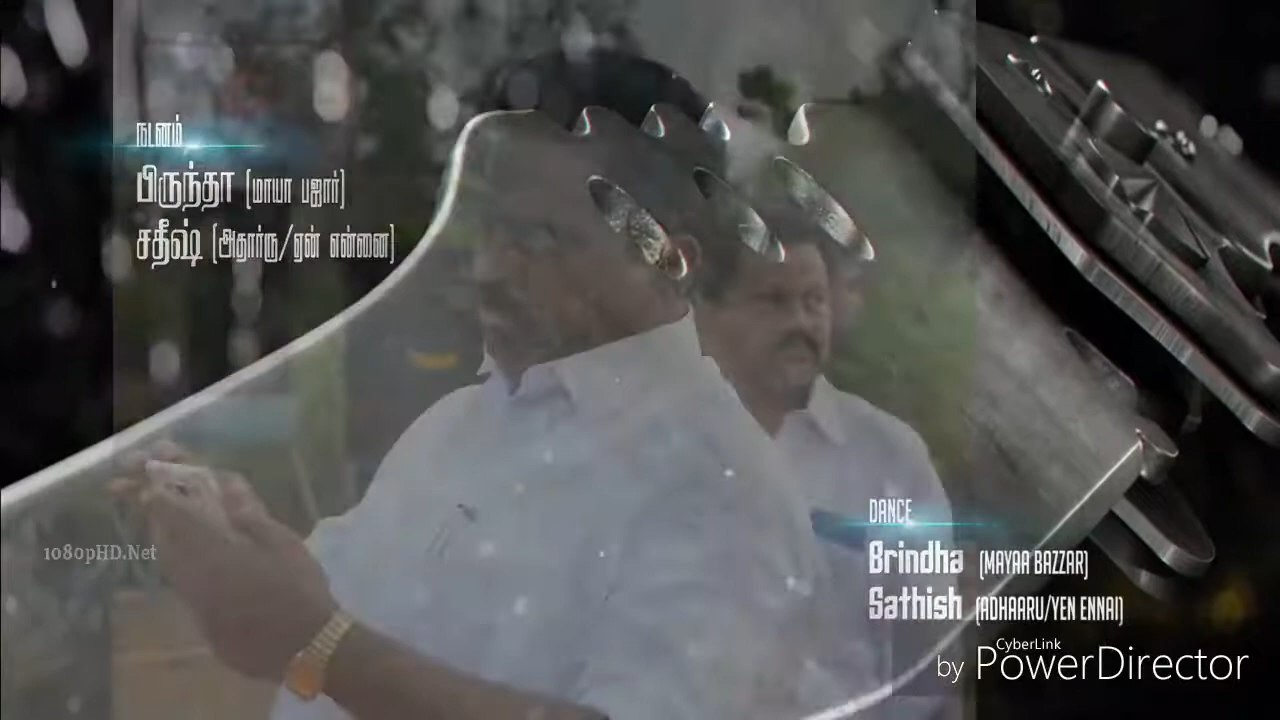 நடனம்
பிருந்தா (மாயா பஜார்)
சதீஷ் (அதார்ரு/ஏன் என்னை)
1080pHD.Net
DANCE
Brindha (MAYAA BAZZAR)
Sathish (ADHAARU/YEN ENNAI)
CyberLink
by PowerDirector